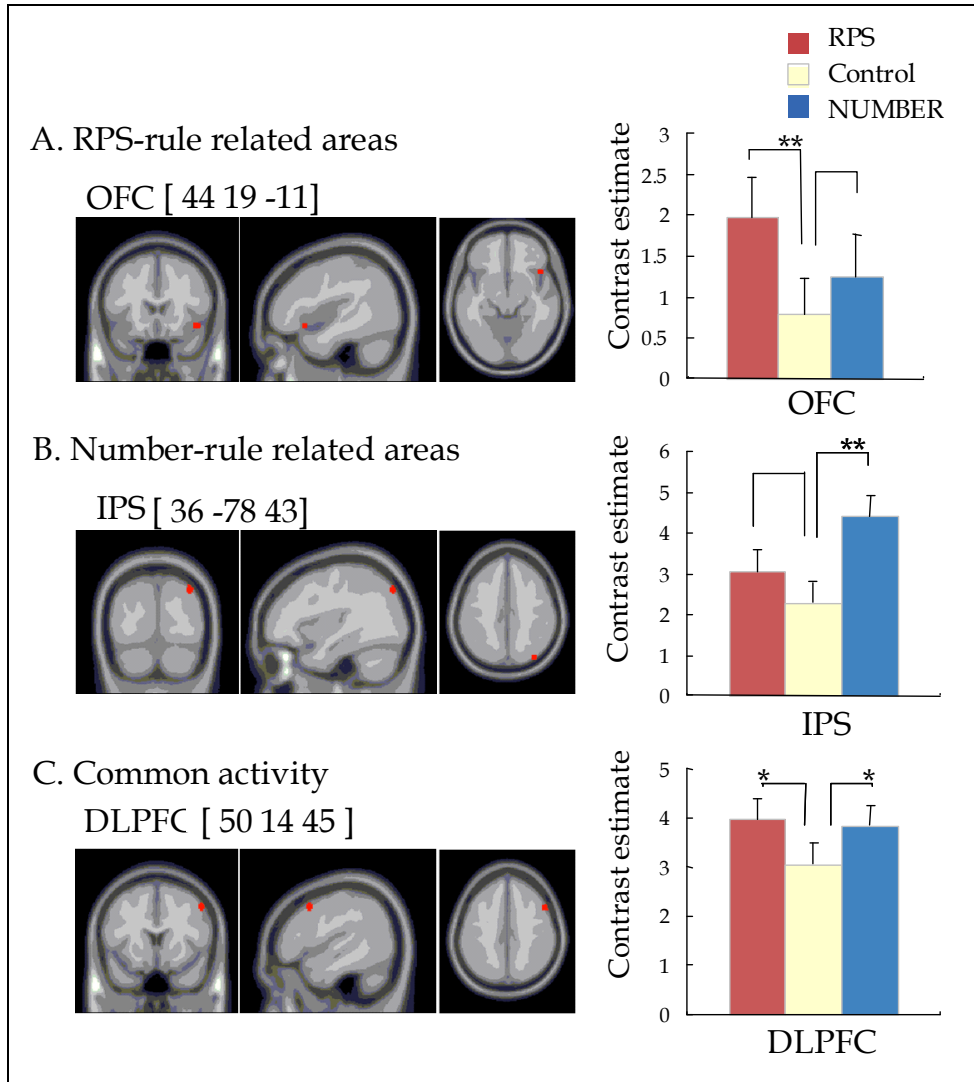 RPS
Control
NUMBER
A. RPS-rule related areas
OFC [ 44 19 -11]
Contrast estimate
3
2.5
2
1.5
1
0.5
0
**
OFC
B. Number-rule related areas
IPS [ 36 -78 43]
Contrast estimate
6
5
4
3
2
1
0
**
IPS
C. Common activity
DLPFC [ 50 14 45 ]
Contrast estimate
5
4
3
2
1
0
* *
DLPFC